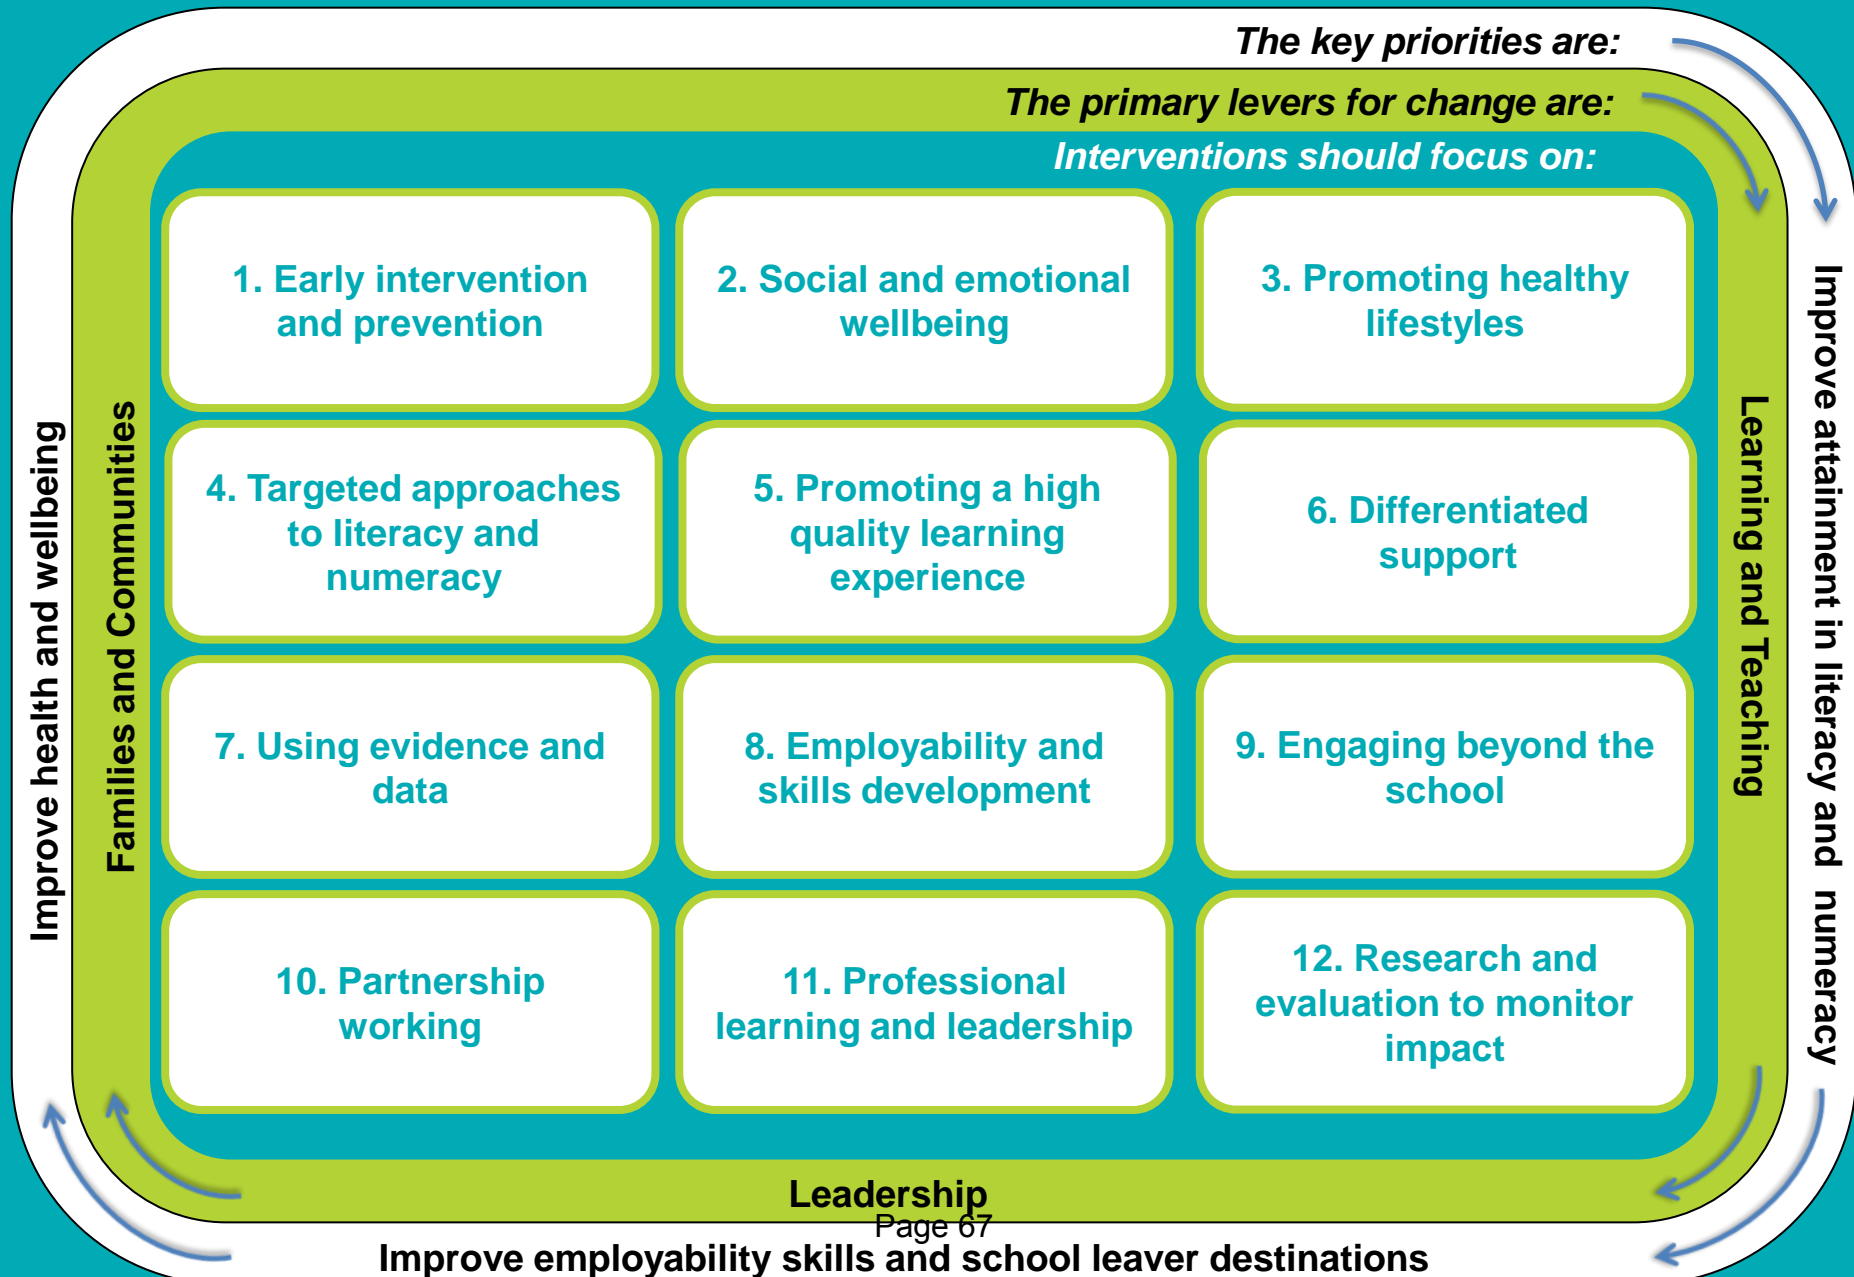 The key priorities are:
The primary levers for change are:
Interventions should focus on:
1. Early intervention
and prevention
2. Social and emotional
wellbeing
3. Promoting healthy
lifestyles
4. Targeted approaches
to literacy and
numeracy
5. Promoting a high
quality learning
experience
6. Differentiated
support
7. Using evidence and
data
8. Employability and
skills development
9. Engaging beyond the
school
10. Partnership
working
11. Professional
learning and leadership
12. Research and
evaluation to monitor
impact
Learning and Teaching
Improve attainment in literacy and numeracy
Leadership
Page 67
Improve employability skills and school leaver destinations
Families and Communities
Improve health and wellbeing